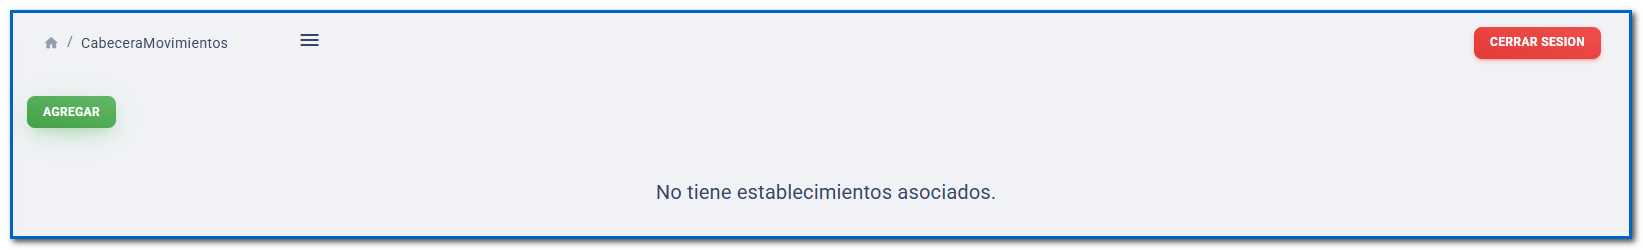 / CabeceraMovimientos
CERRAR SESION
AGREGAR
No tiene establecimientos asociados.